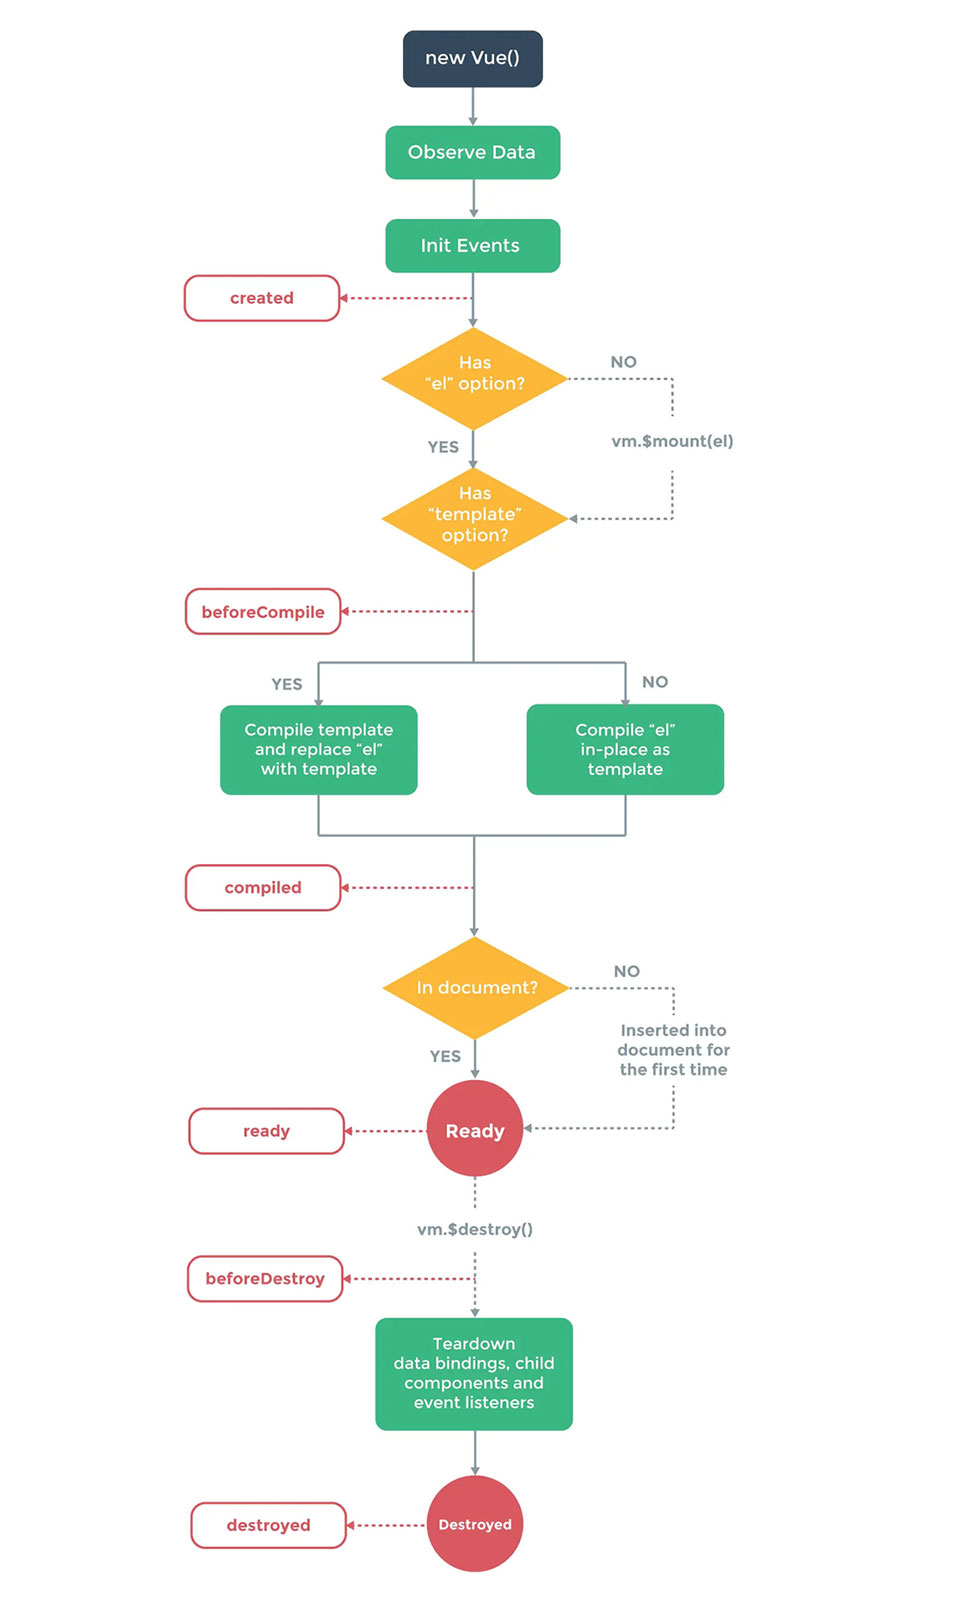 new Vue()
Observe Data
Init Events
created
Has
“el” option?
NO
vm.$mount(el)
YES
Has
“template”
option?
beforeCompile
YES
NO
Compile template
and replace “el”
with template
Compile “el”
in-place as
template
compiled
In document?
NO
Inserted into
document for
the first time
YES
ready
Ready
vm.$destroy()
beforeDestroy
Teardown
data bindings, child
components and
event listeners
destroyed
Destroyed